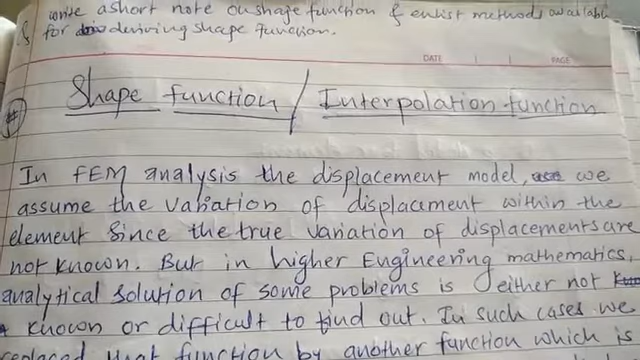 write a short note on shape function & enlist methods available
for deriving shape function.
DATE PAGE
# Shape function / Interpolation function
In FEM analysis the displacement model, we
assume the variation of displacement within the
element since the true variation of displacements are
not known. But in higher Engineering mathematics,
analytical solution of some problems is either not
known or difficult to find out. In such cases we
replaced that function by another function which is